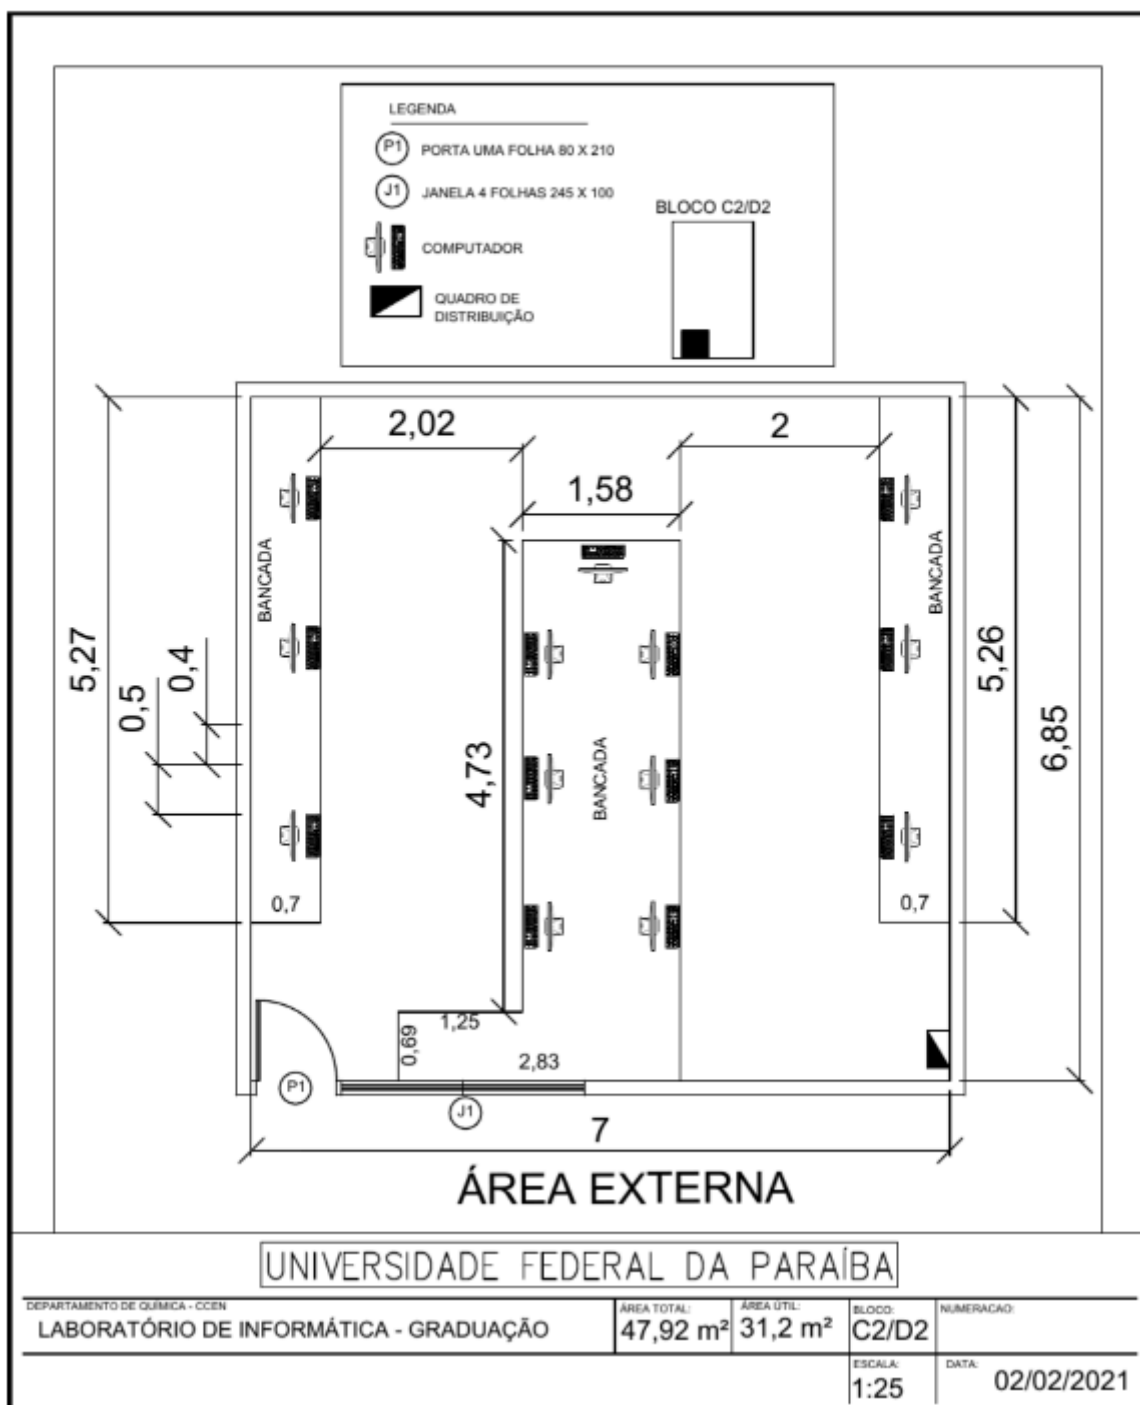 LEGENDA
P1 PORTA UMA FOLHA 80 X 210
J1 JANELA 4 FOLHAS 245 X 100
BLOCO C2/D2
COMPUTADOR
QUADRO DE
DISTRIBUIÇÃO
2,02
2
1,58
BANCADA
BANCADA
5,27
0,4
0,5
4,73
BANCADA
5,26
6,85
0,7
0,7
1,25
0,69
2,83
P1
J1
7
ÁREA EXTERNA
UNIVERSIDADE FEDERAL DA PARAÍBA
DEPARTAMENTO DE QUÍMICA - CCEN
LABORATÓRIO DE INFORMÁTICA - GRADUAÇÃO
ÁREA TOTAL:
47,92 m²
ÁREA ÚTIL:
31,2 m²
BLOCO:
C2/D2
NUMERACAO:
ESCALA:
1:25
DATA:
02/02/2021